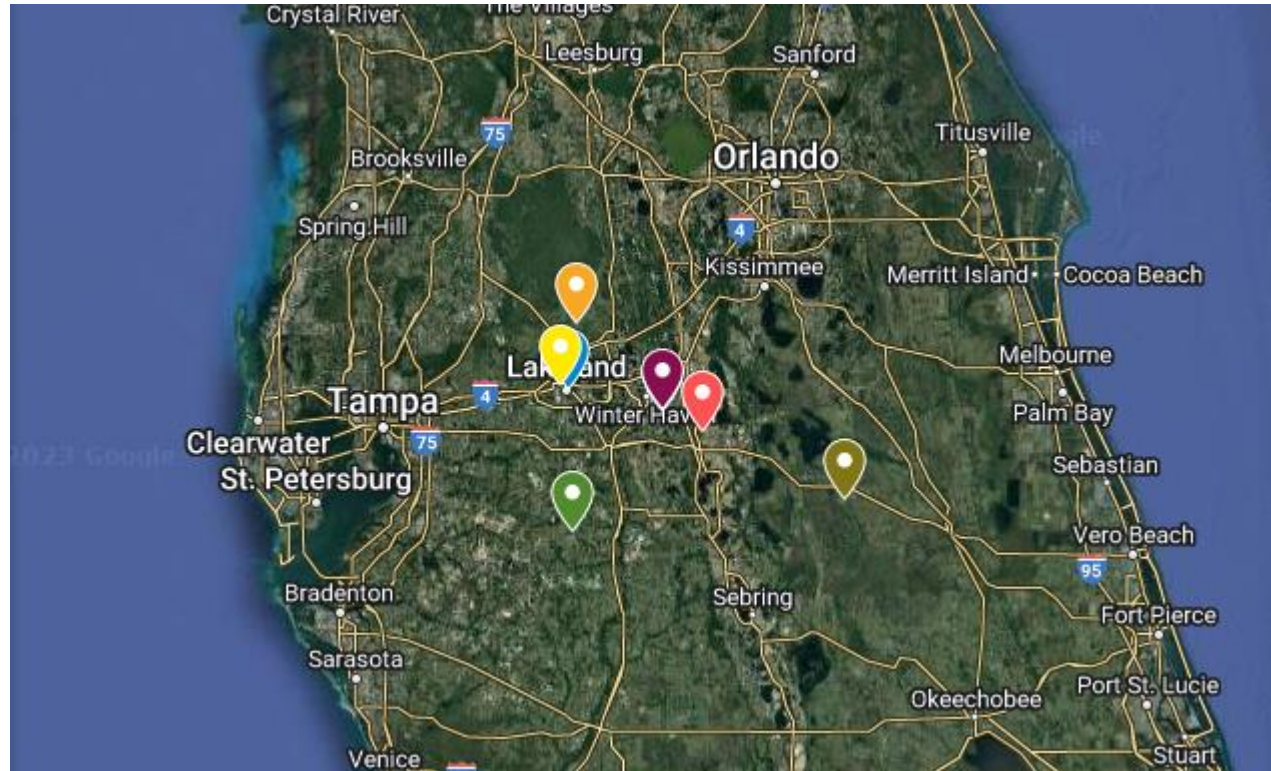 Crystal River
The Villages
Leesburg
Sanford
75
Titusville
Brooksville
Orlando
Spring Hill
4
Kissimmee
Merritt Island
Cocoa Beach
Lakeland
Melbourne
4
Tampa
Winter Haven
Palm Bay
75
Clearwater
2023 Google
St. Petersburg
Sebastian
Vero Beach
95
Bradenton
Sebring
Fort Pierce
Sarasota
Okeechobee
Port St. Lucie
Venice
Stuart